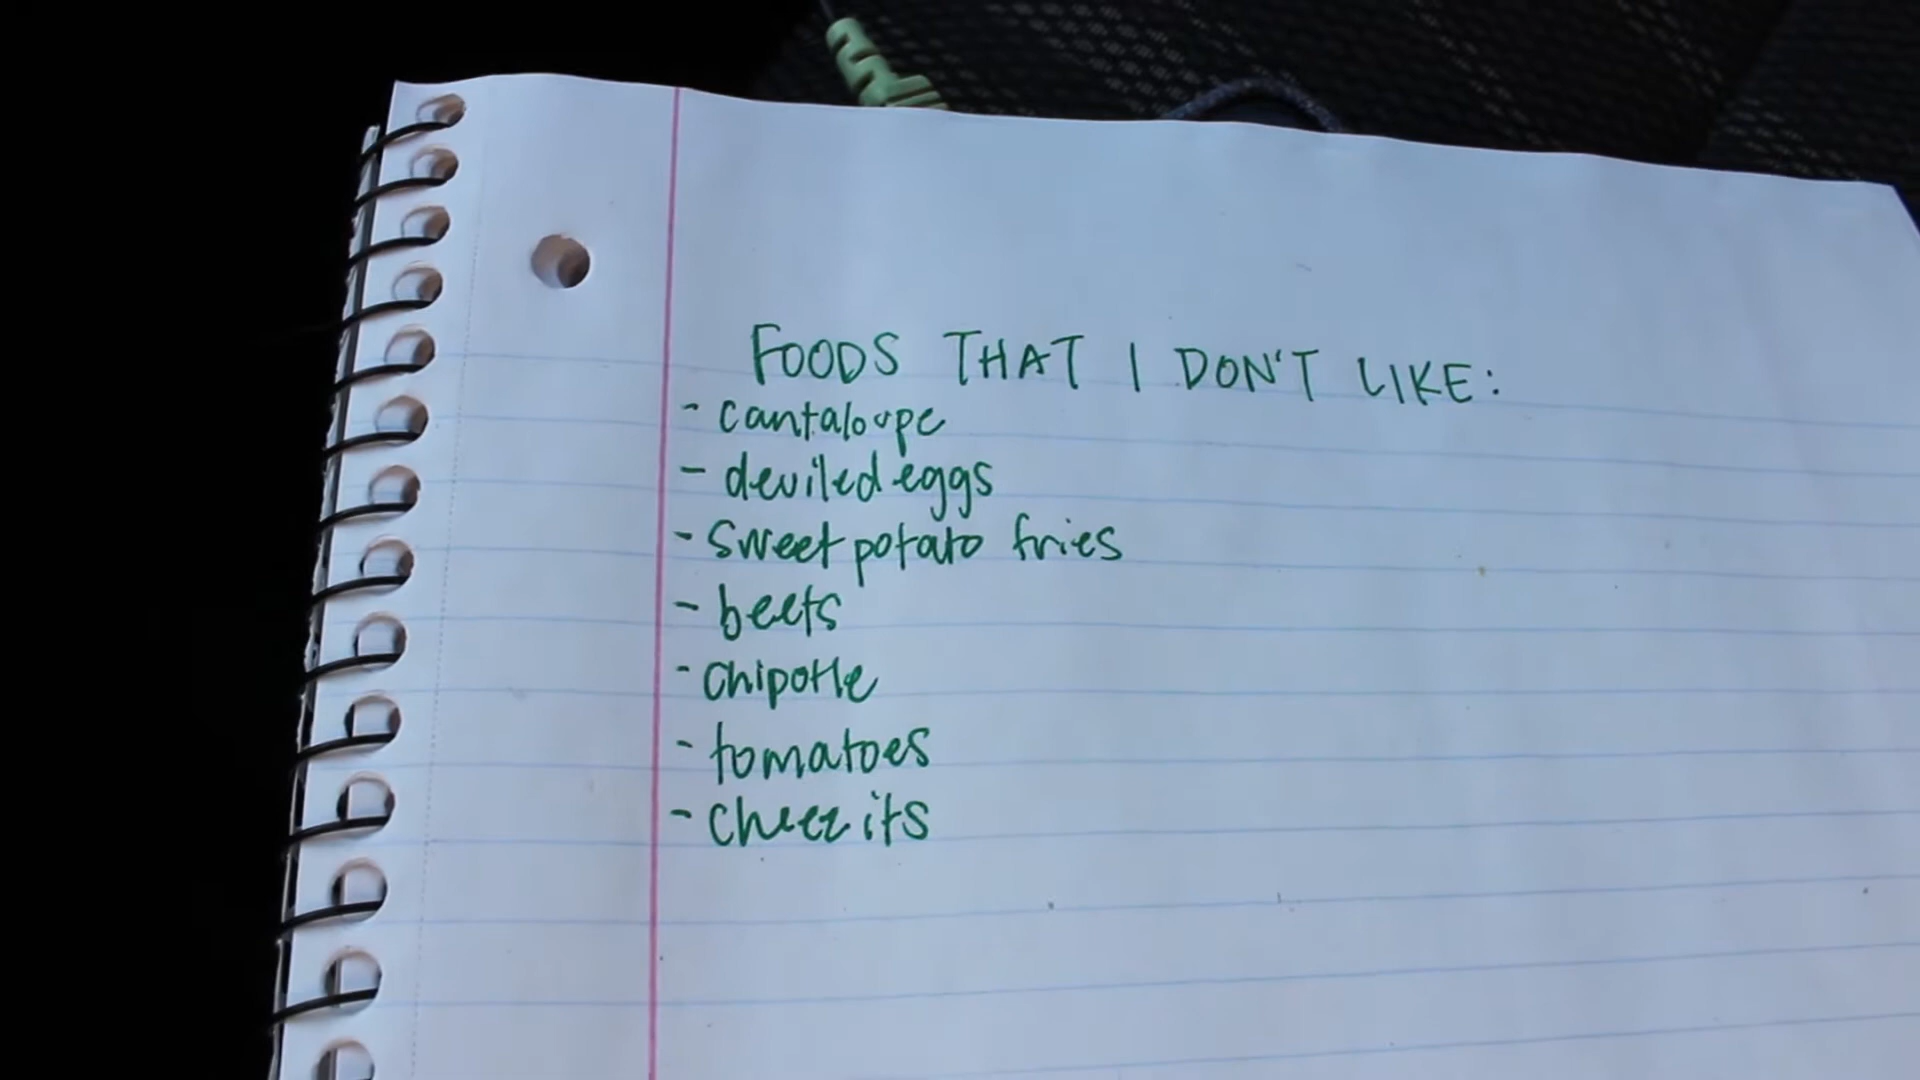 FOODS THAT I DON'T LIKE:
- cantaloupe
- deviled eggs
- sweet potato fries
- beets
- chipotle
- tomatoes
- cheez its